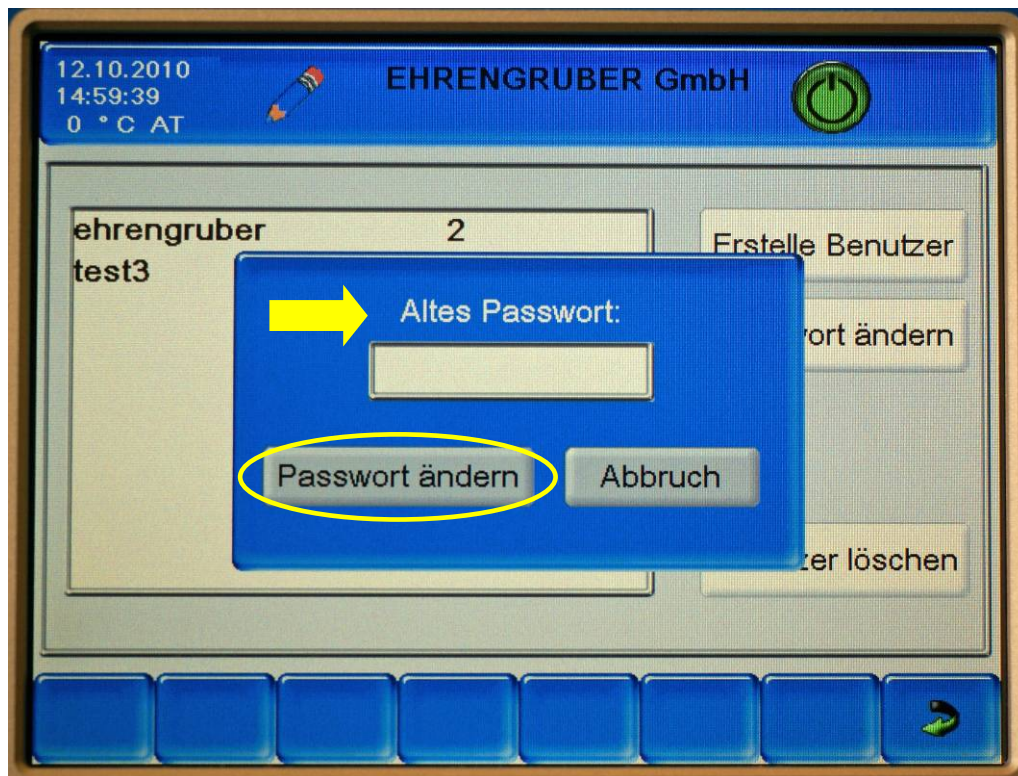 12.10.2010
14:59:39
0 °C AT
EHRENGRUBER GmbH
ehrengruber 2
test3
Erstelle Benutzer
ort ändern
Altes Passwort:
Passwort ändern
Abbruch
zer löschen